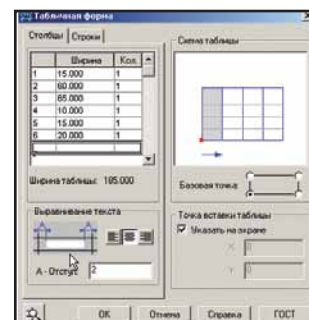 Табличная форма
Столбцы Строки
Ширина Кол.
1 15.000 1
2 60.000 1
3 65.000 1
4 10.000 1
5 15.000 1
6 20.000 1
Ширина таблицы: 185.000
Выравнивание текста
А - Отступ: 2
Схема таблицы
Базовая точка:
Точка вставки таблицы
Указать на экране
X 0
Y 0
OK Отмена Справка ГОСТ